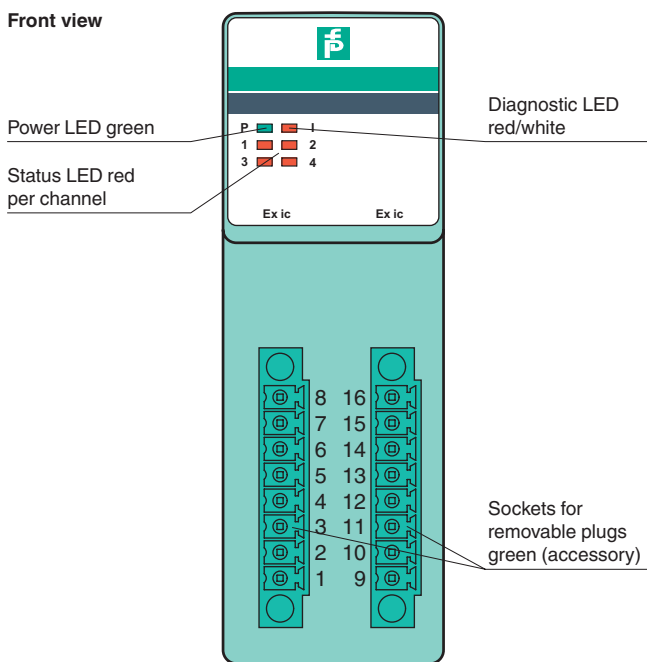 Front view
Power LED green
Diagnostic LED
red/white
P I
1 2
3 4
Status LED red
per channel
Ex ic Ex ic
8 16
7 15
6 14
5 13
4 12
3 11
2 10
1 9
Sockets for
removable plugs
green (accessory)